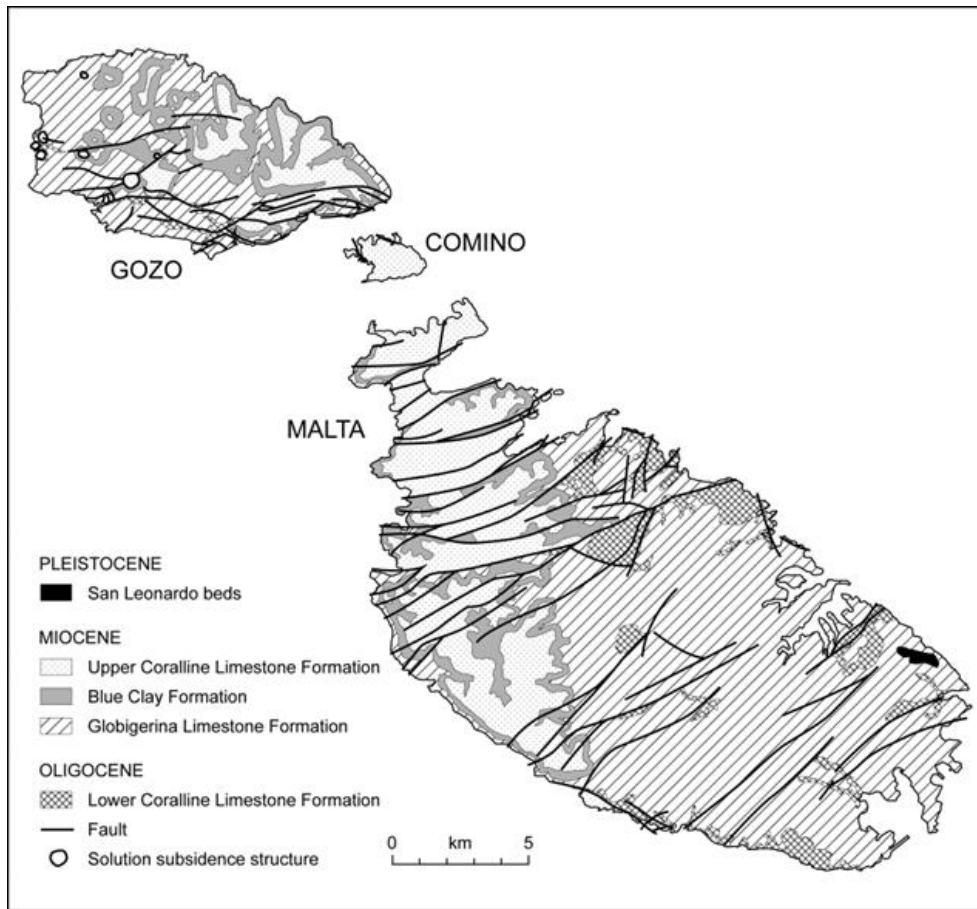 GOZO
COMINO
MALTA
PLEISTOCENE
San Leonardo beds
MIOCENE
Upper Coralline Limestone Formation
Blue Clay Formation
Globigerina Limestone Formation
OLIGOCENE
Lower Coralline Limestone Formation
Fault
Solution subsidence structure
0 km 5